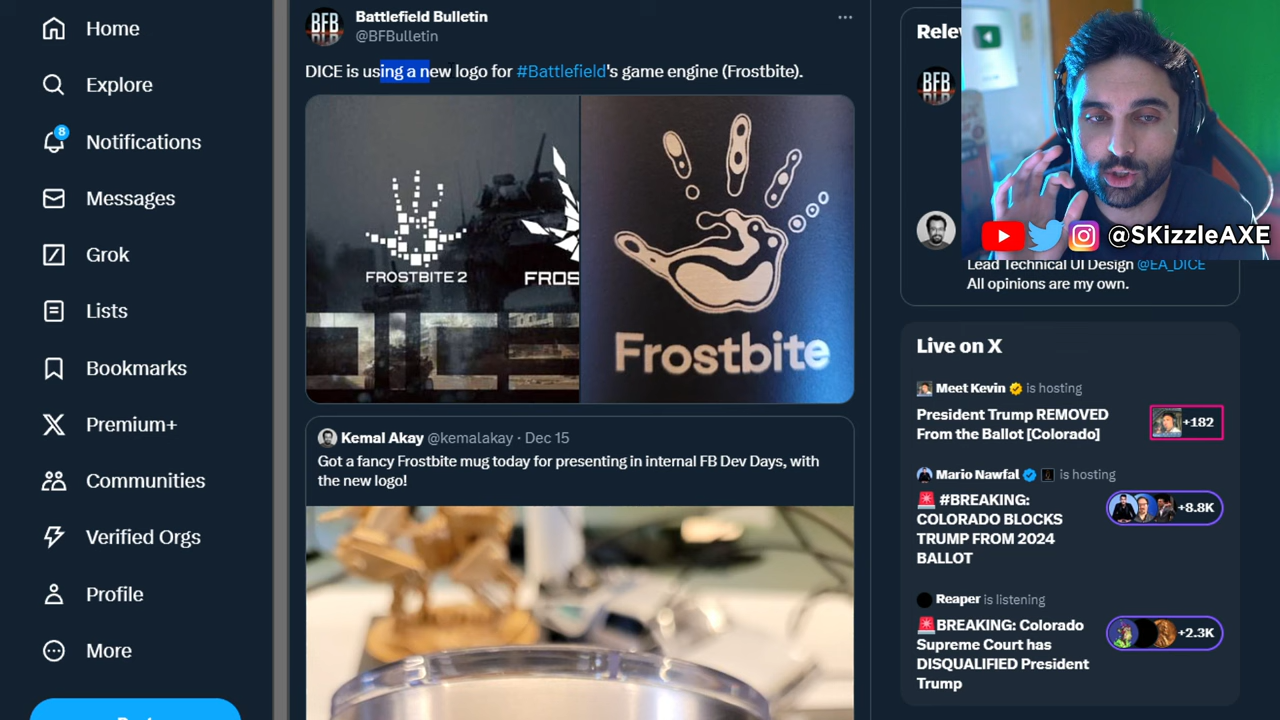 Home
Explore
8
Notifications
Messages
Grok
Lists
Bookmarks
Premium+
Communities
Verified Orgs
Profile
More
BFB
Battlefield Bulletin
@BFBulletin
DICE is using a new logo for #Battlefield's game engine (Frostbite).
FROSTBITE 2
FROS
DICE
Frostbite
Kemal Akay @kemalakay · Dec 15
Got a fancy Frostbite mug today for presenting in internal FB Dev Days, with
the new logo!
Rele
BFB
@SKizzleAXE
Lead Technical UI Design @EA_DICE
All opinions are my own.
Live on X
Meet Kevin is hosting
President Trump REMOVED
From the Ballot [Colorado]
+182
Mario Nawfal is hosting
🚨 #BREAKING:
COLORADO BLOCKS
TRUMP FROM 2024
BALLOT
+8.8K
Reaper is listening
🚨BREAKING: Colorado
Supreme Court has
DISQUALIFIED President
Trump
+2.3K